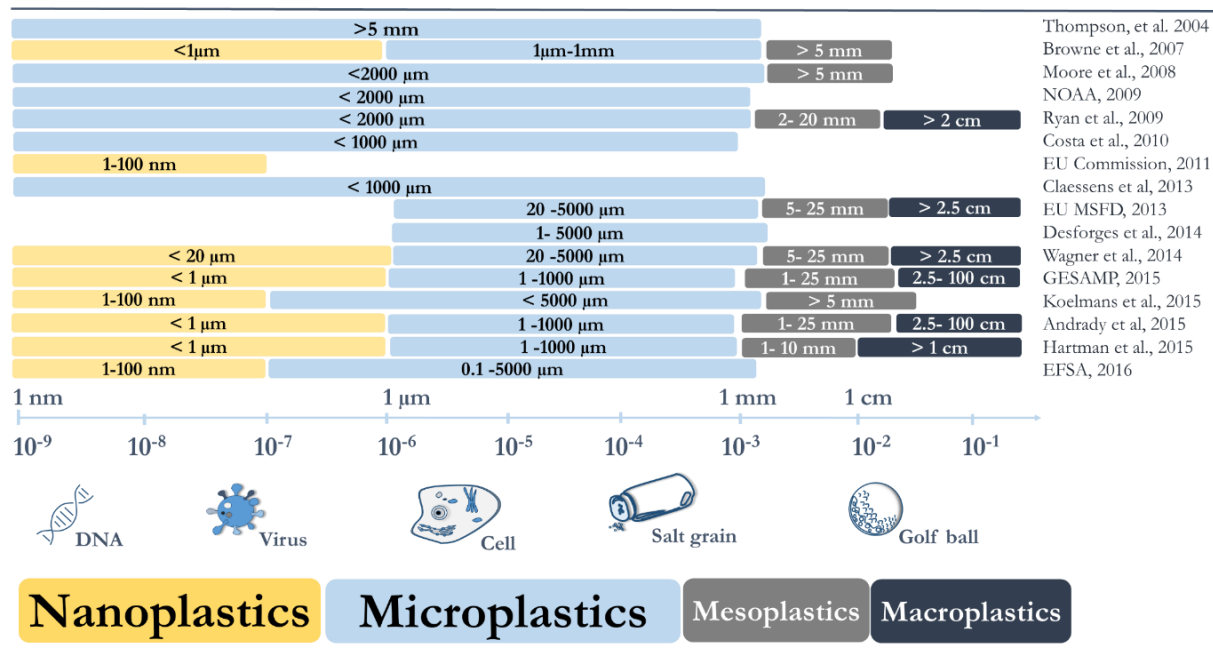 >5 mm Thompson, et. 2004
<1µm 1µm-1mm > 5 mm Browne et al., 2007
<2000 µm > 5 mm Moore et al., 2008
< 2000 µm NOAA, 2009
< 2000 µm 2- 20 mm > 2 cm Ryan et al., 2009
< 1000 µm Costa et al., 2010
1-100 nm EU Commission, 2011
< 1000 µm Claessens et al, 2013
20 -5000 µm 5- 25 mm > 2.5 cm EU MSFD, 2013
1- 5000 µm Desforges et al., 2014
< 20 µm 20 -5000 µm 5- 25 mm > 2.5 cm Wagner et al., 2014
< 1 µm 1 -1000 µm 1- 25 mm 2.5- 100 cm GESAMP, 2015
1-100 nm < 5000 µm > 5 mm Koelmans et al., 2015
< 1 µm 1 -1000 µm 1- 25 mm 2.5- 100 cm Andrady et al, 2015
< 1 µm 1 -1000 µm 1- 10 mm > 1 cm Hartman et al., 2015
1-100 nm 0.1 -5000 µm EFSA, 2016
1 nm 1 µm 1 mm 1 cm
10⁻⁹ 10⁻⁸ 10⁻⁷ 10⁻⁶ 10⁻⁵ 10⁻⁴ 10⁻³ 10⁻² 10⁻¹
DNA Virus Cell Salt grain Golf ball
Nanoplastics Microplastics Mesoplastics Macroplastics